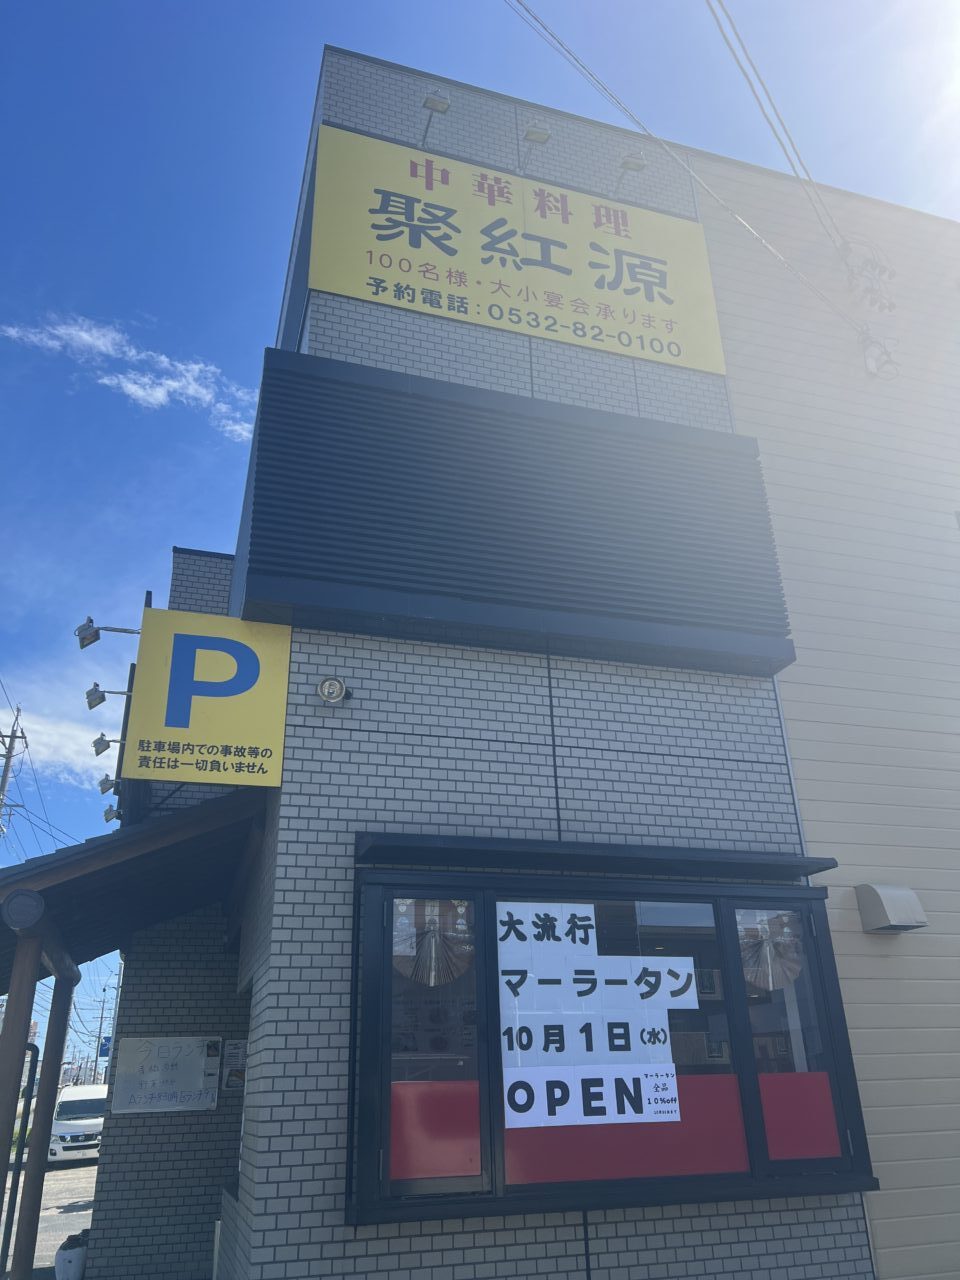 中華料理
聚紅源
100名様・大小宴会承ります
予約電話:0532-82-0100
P
駐車場内での事故等の
責任は一切負いません
大流行
マーラータン
10月1日(水)
OPEN
マーラータン
全品
10%off